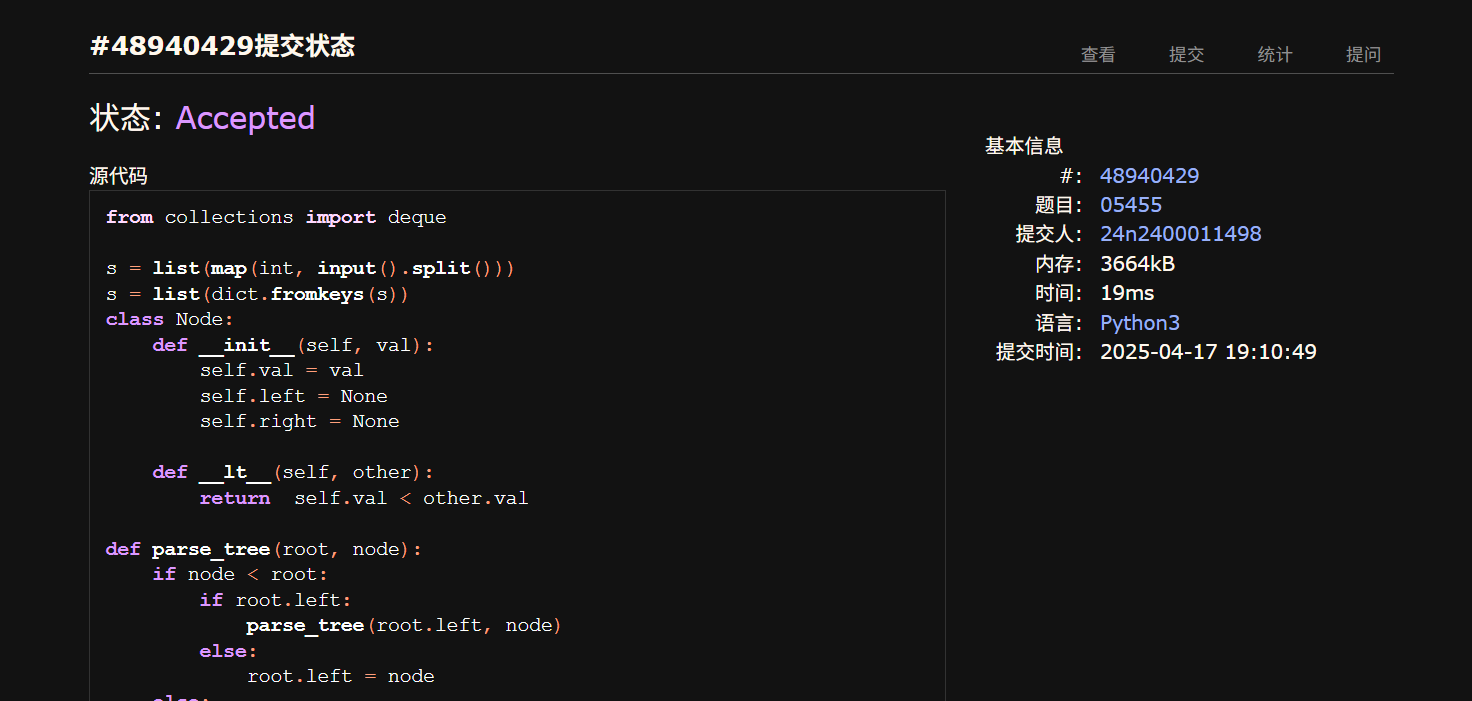 #48940429提交状态
查看 提交 统计 提问
状态: Accepted
源代码
from collections import deque
s = list(map(int, input().split()))
s = list(dict.fromkeys(s))
class Node:
    def __init__(self, val):
        self.val = val
        self.left = None
        self.right = None
    def __lt__(self, other):
        return  self.val < other.val
def parse_tree(root, node):
    if node < root:
        if root.left:
            parse_tree(root.left, node)
        else:
            root.left = node
    else:
基本信息
#: 48940429
题目: 05455
提交人: 24n2400011498
内存: 3664kB
时间: 19ms
语言: Python3
提交时间: 2025-04-17 19:10:49